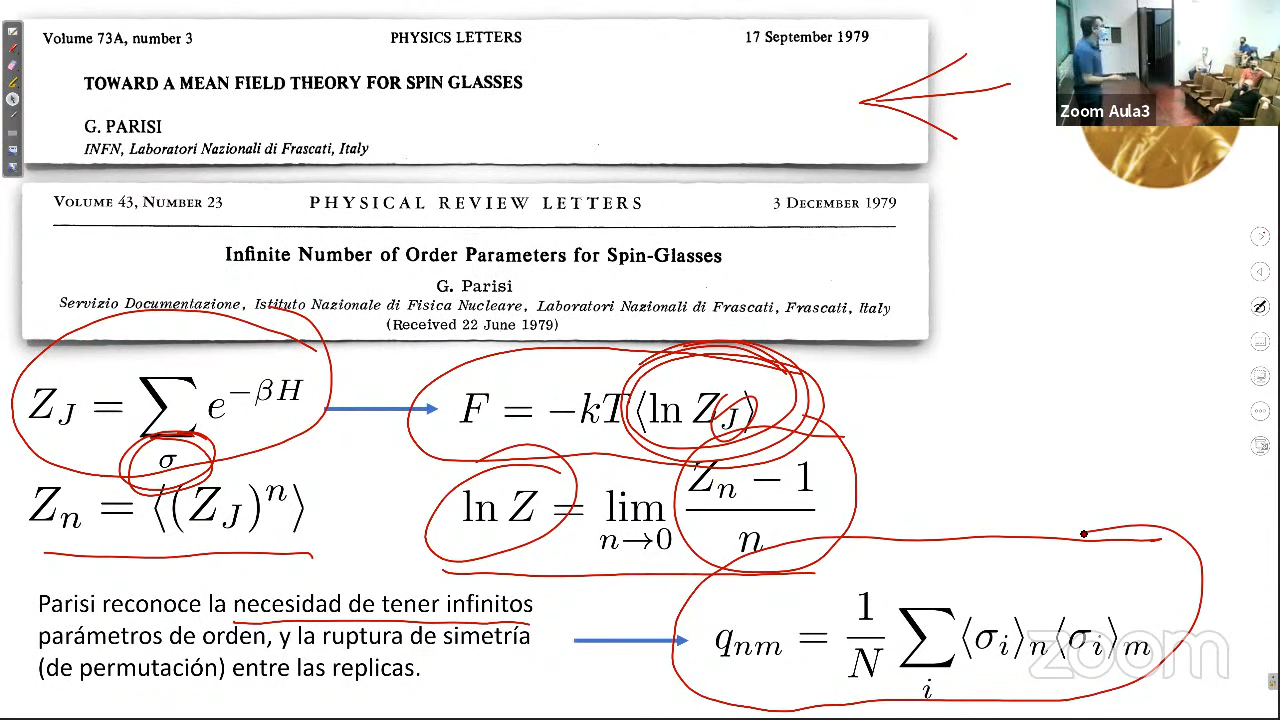 Volume 73A, number 3 PHYSICS LETTERS 17 September 1979
TOWARD A MEAN FIELD THEORY FOR SPIN GLASSES
G. PARISI
INFN, Laboratori Nazionali di Frascati, Italy
Zoom Aula3
VOLUME 43, NUMBER 23 PHYSICAL REVIEW LETTERS 3 DECEMBER 1979
Infinite Number of Order Parameters for Spin-Glasses
G. Parisi
Servizio Documentazione, Istituto Nazionale di Fisica Nucleare, Laboratori Nazionali di Frascati, Frascati, Italy
(Received 22 June 1979)
Z_J = ∑_σ e^{−βH} F = −kT⟨ln Z_J⟩
Z_n = ⟨(Z_J)^n⟩ ln Z = lim_{n→0} (Z_n − 1)/n
Parisi reconoce la necesidad de tener infinitos
parámetros de orden, y la ruptura de simetría
(de permutación) entre las replicas.
q_{nm} = 1/N ∑_i ⟨σ_i⟩_n⟨σ_i⟩_m
zoom